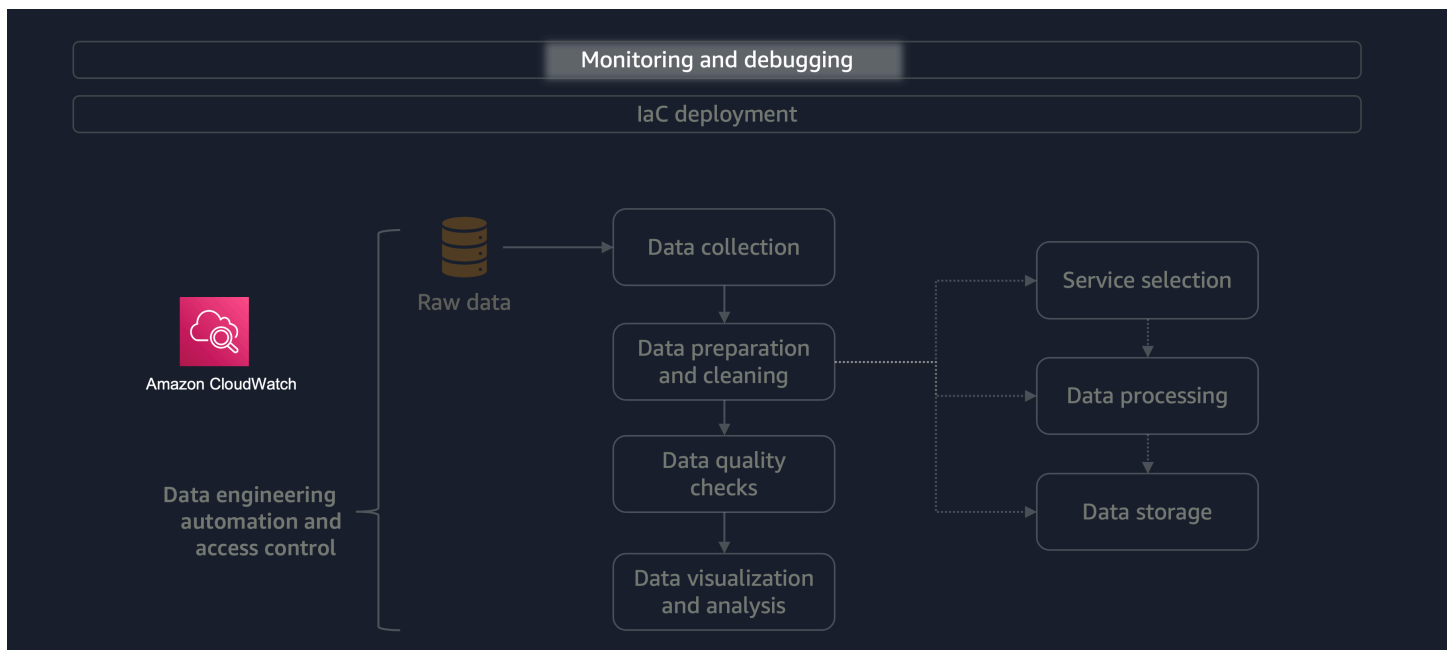 Monitoring and debugging
IaC deployment
Raw data
Data collection
Service selection
Amazon CloudWatch
Data preparation
and cleaning
Data processing
Data quality
checks
Data engineering
automation and
access control
Data storage
Data visualization
and analysis